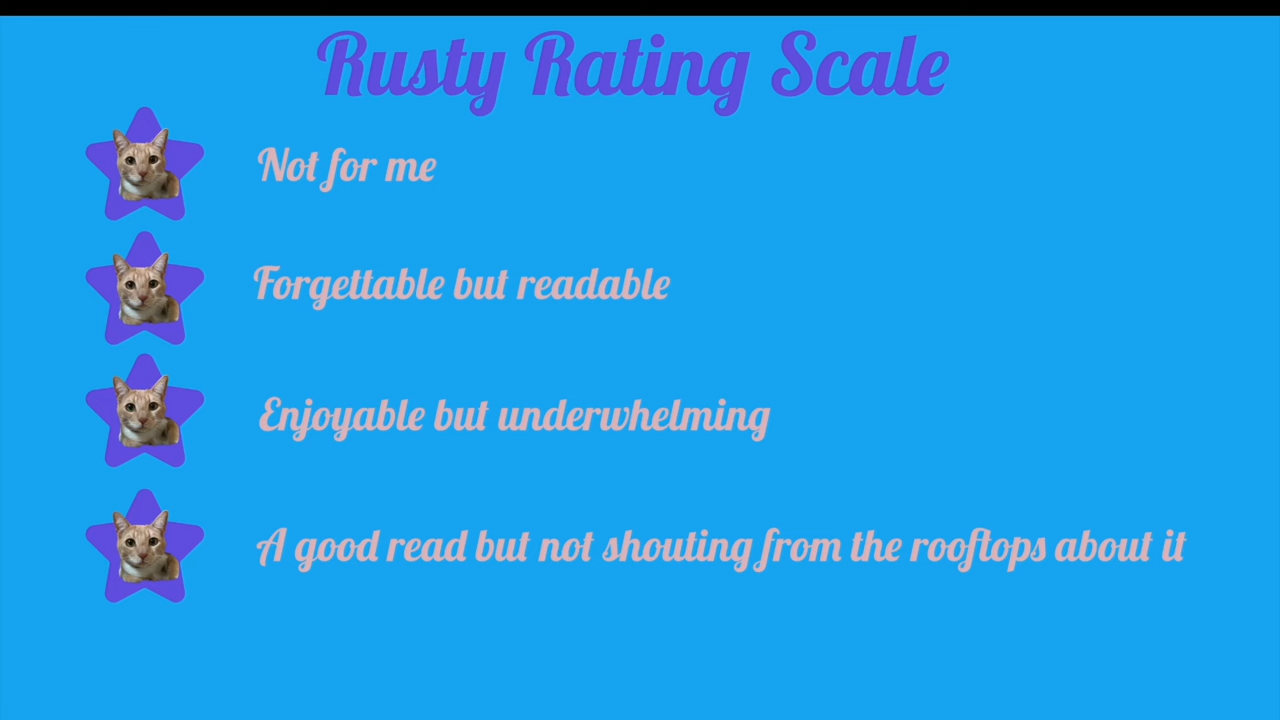 Rusty Rating Scale
Not for me
Forgettable but readable
Enjoyable but underwhelming
A good read but not shouting from the rooftops about it